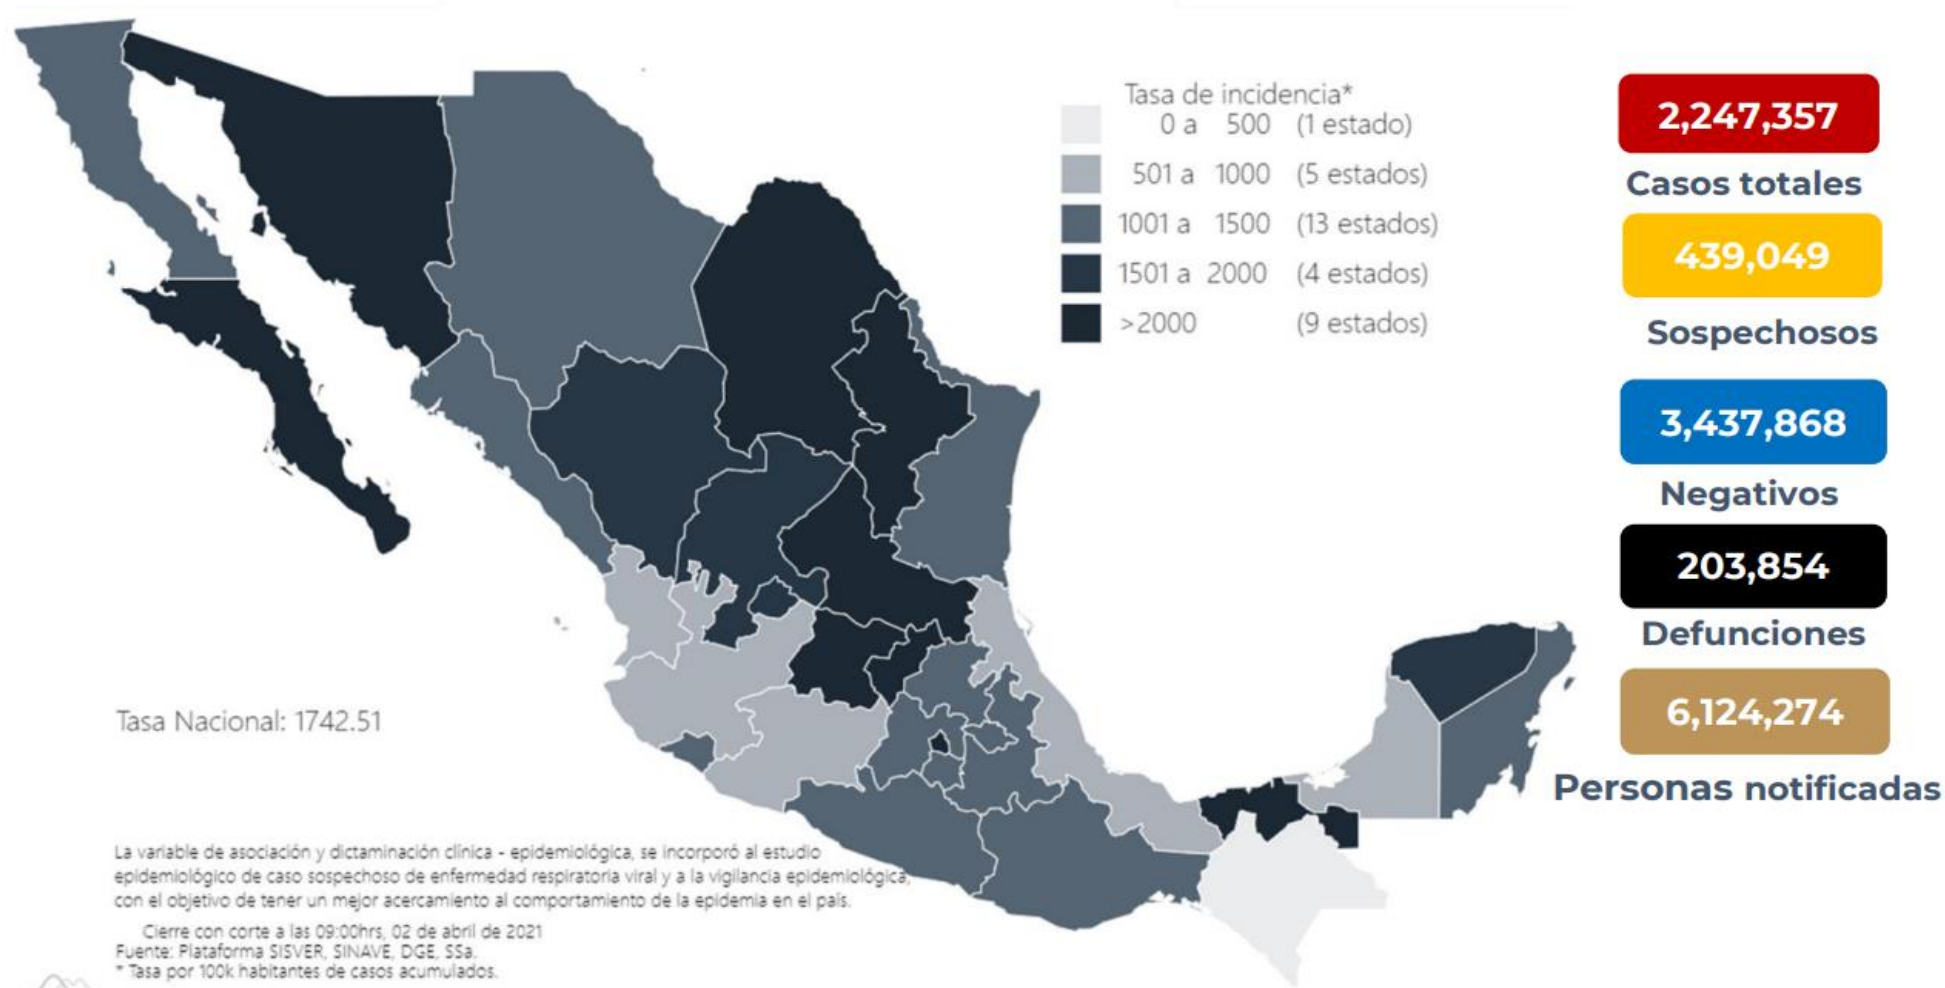 Tasa de incidencia*
0 a 500 (1 estado)
501 a 1000 (5 estados)
1001 a 1500 (13 estados)
1501 a 2000 (4 estados)
>2000 (9 estados)
2,247,357
Casos totales
439,049
Sospechosos
3,437,868
Negativos
203,854
Defunciones
6,124,274
Personas notificadas
Tasa Nacional: 1742.51
La variable de asociación y dictaminación clínica - epidemiológica, se incorporó al estudio
epidemiológico de caso sospechoso de enfermedad respiratoria viral y a la vigilancia epidemiológica,
con el objetivo de tener un mejor acercamiento al comportamiento de la epidemia en el país.
Cierre con corte a las 09:00hrs, 02 de abril de 2021
Fuente: Plataforma SISVER, SINAVE, DGE, SSa.
* Tasa por 100k habitantes de casos acumulados.